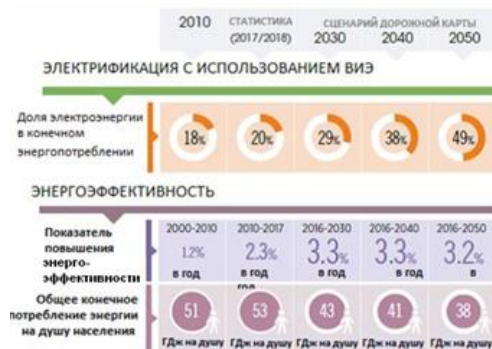 2010 СТАТИСТИКА СЦЕНАРИЙ ДОРОЖНОЙ КАРТЫ
(2017/2018) 2030 2040 2050
ЭЛЕКТРИФИКАЦИЯ С ИСПОЛЬЗОВАНИЕМ ВИЭ
Доля электроэнергии
в конечном
энергопотреблении
18% 20% 29% 38% 49%
ЭНЕРГОЭФФЕКТИВНОСТЬ
Показатель
повышения
энерго-
эффективности
2000-2010 2010-2017 2016-2030 2016-2040 2016-2050
1.2% 2.3% 3.3% 3.3% 3.2%
в год в год в год в год в
Общее конечное
потребление энергии
на душу населения
51 53 43 41 38
ГДж на душу ГДж на душу ГДж на душу ГДж на душу ГДж на душу